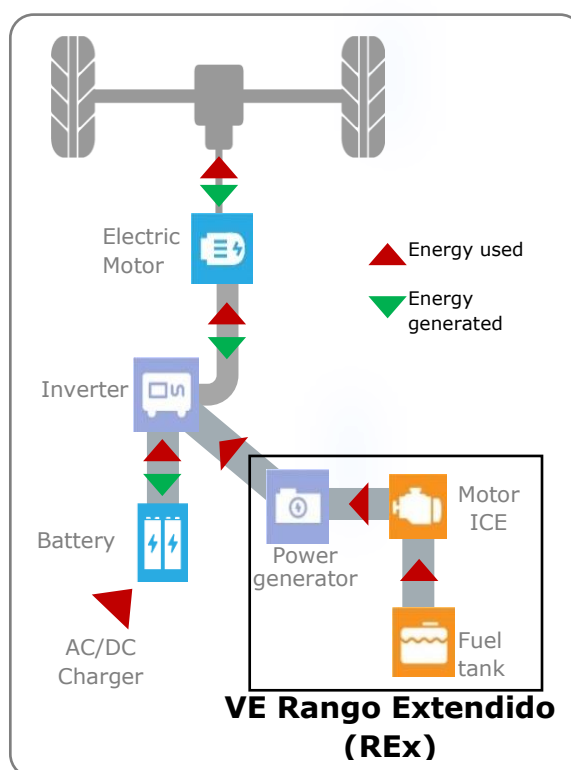 Electric
Motor
Energy used
Energy
generated
Inverter
Motor
ICE
Battery
Power
generator
AC/DC
Charger
Fuel
tank
VE Rango Extendido
(REx)